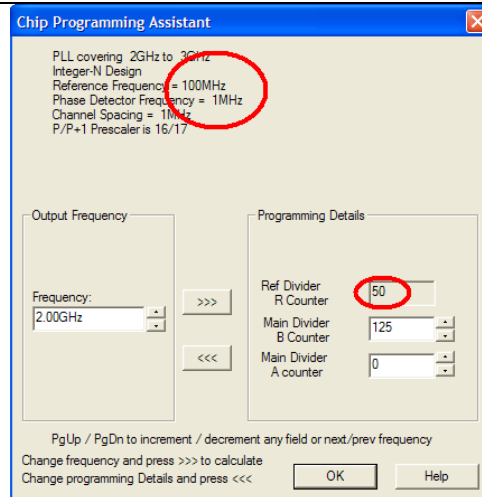 Chip Programming Assistant
PLL covering 2GHz to 3GHz
Integer-N Design
Reference Frequency = 100MHz
Phase Detector Frequency = 1MHz
Channel Spacing = 1MHz
P/P+1 Prescaler is 16/17
Output Frequency
Programming Details
Frequency:
2.00GHz
>>>
<<<
Ref Divider
R Counter
50
Main Divider
B Counter
125
Main Divider
A counter
0
PgUp / PgDn to increment / decrement any field or next/prev frequency
Change frequency and press >>> to calculate
Change programming Details and press <<<
OK
Help